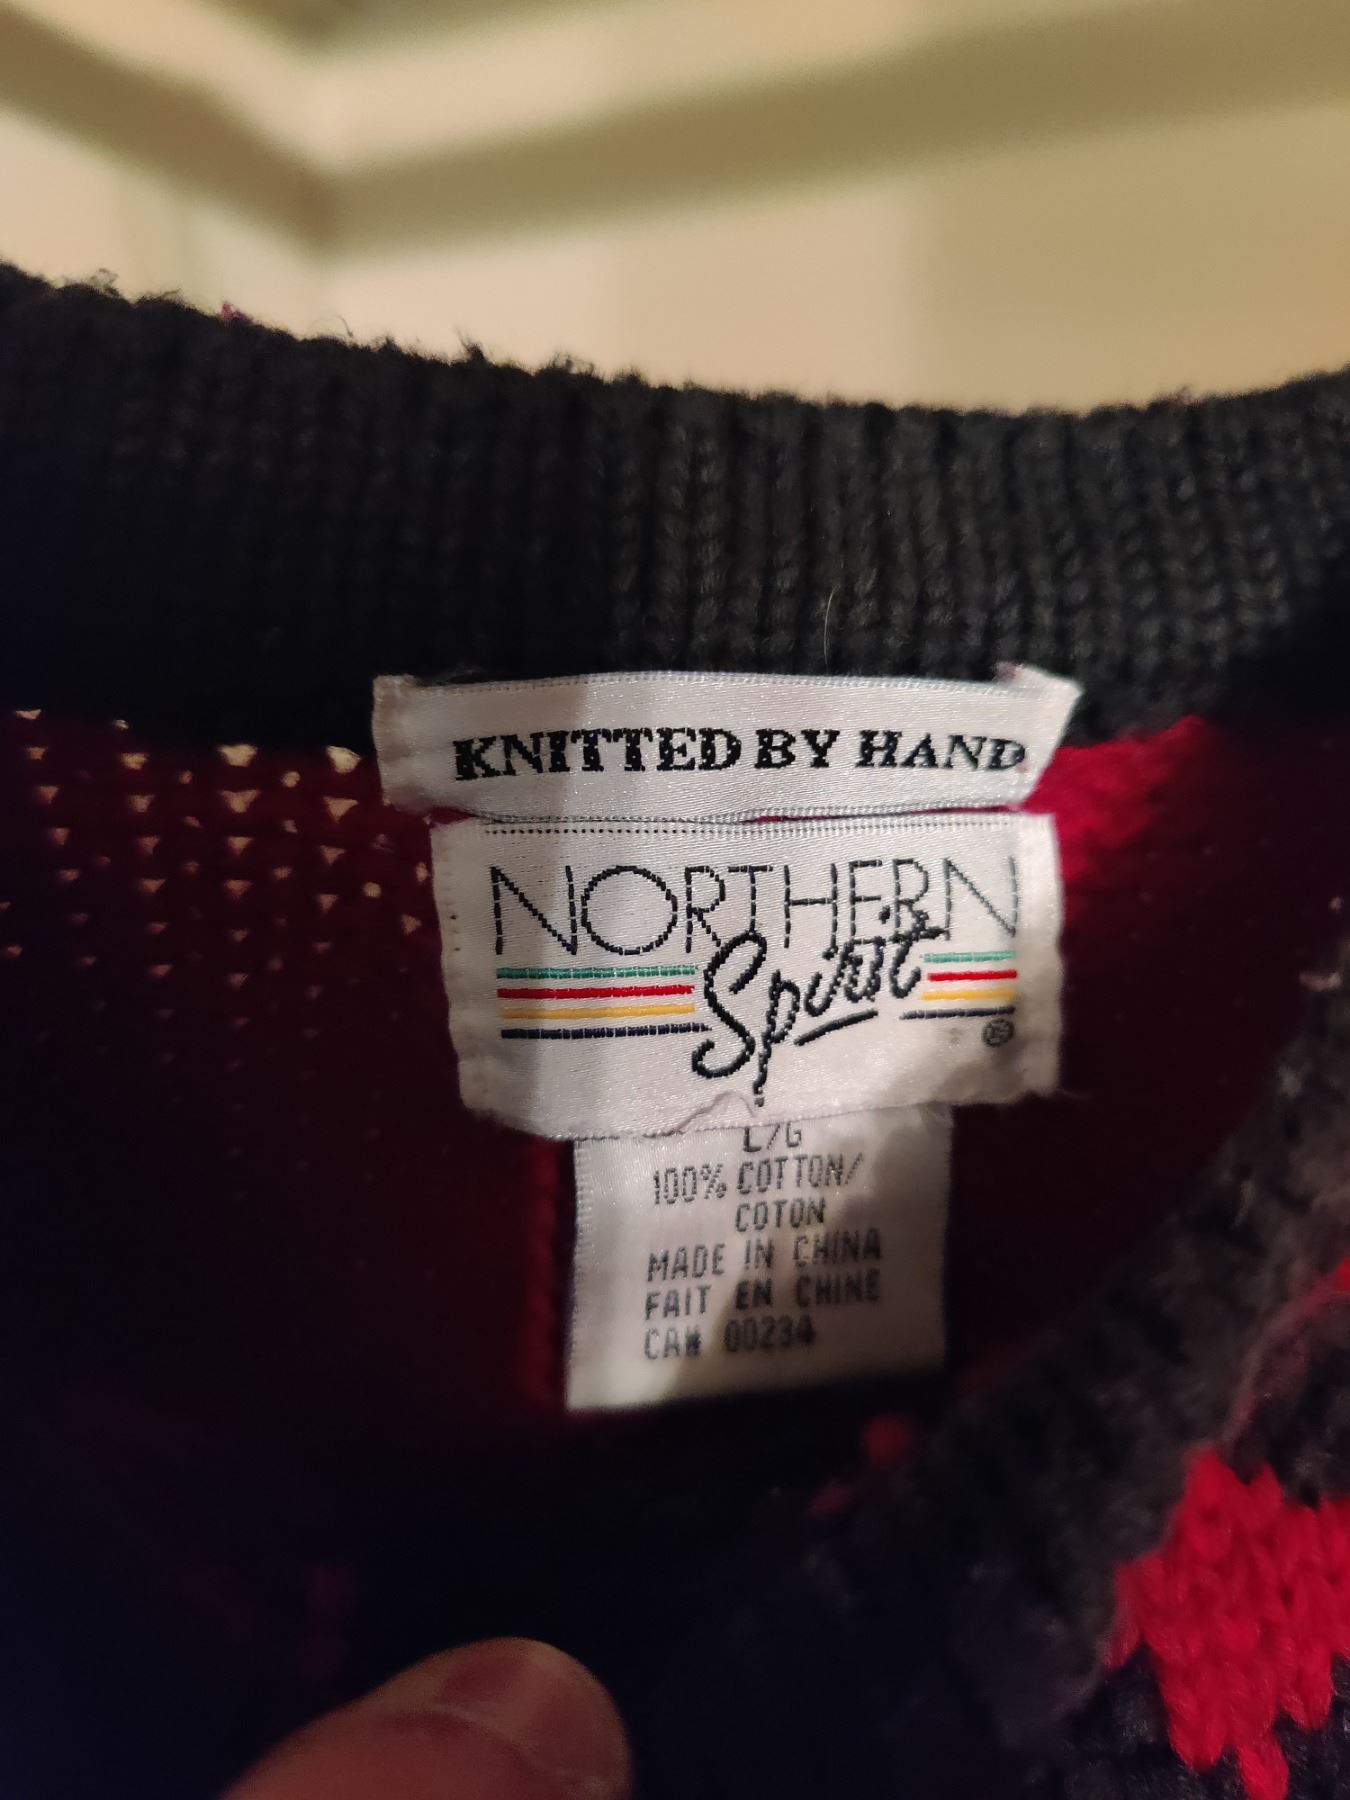 KNITTED BY HAND
NORTHERN
Spirit
®
L/G
100% COTTON/
COTON
MADE IN CHINA
FAIT EN CHINE
CA# 00234